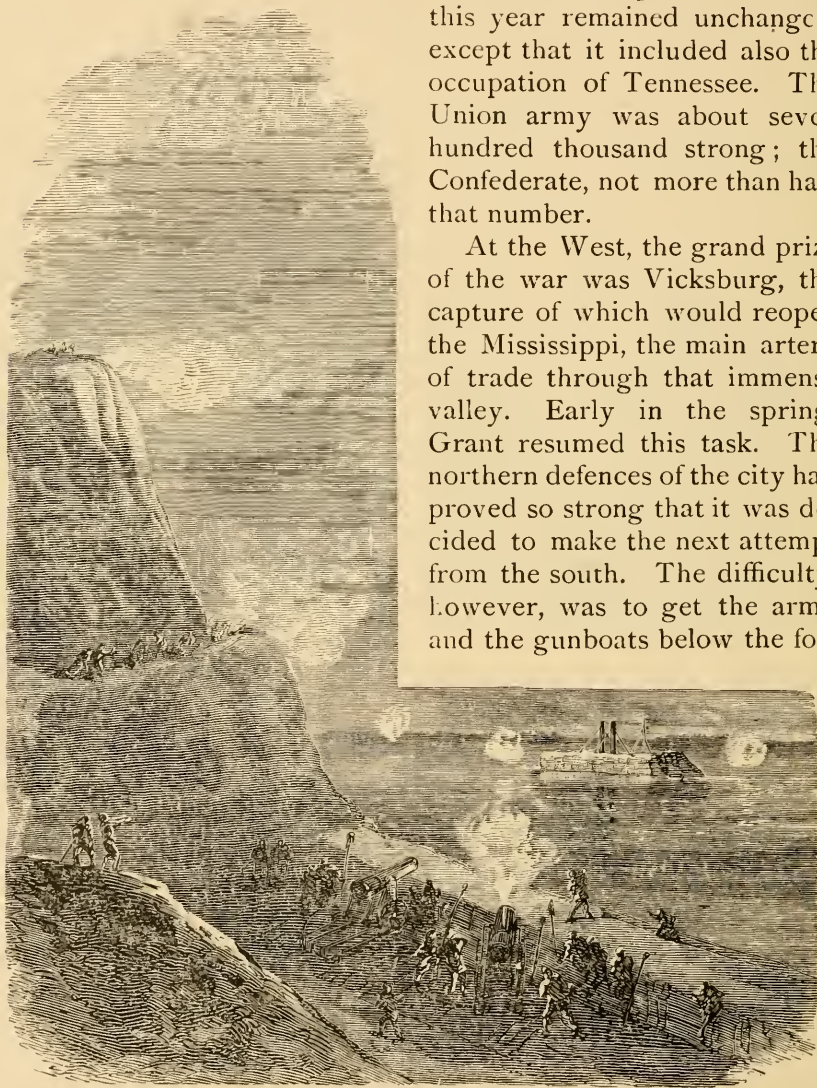 this year remained unchange
except that it included also th
occupation of Tennessee. Th
Union army was about seve
hundred thousand strong; th
Confederate, not more than ha
that number.
At the West, the grand priz
of the war was Vicksburg, th
capture of which would reope
the Mississippi, the main arter
of trade through that immens
valley. Early in the spring
Grant resumed this task. Th
northern defences of the city ha
proved so strong that it was de
cided to make the next attemp
from the south. The difficulty
however, was to get the arm
and the gunboats below the fo